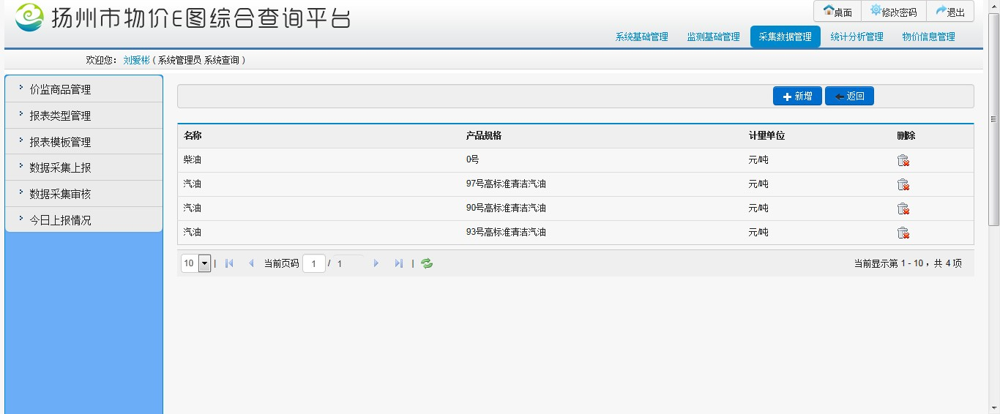 扬州市物价E图综合查询平台
桌面 修改密码 退出
系统基础管理 监测基础管理 采集数据管理 统计分析管理 物价信息管理
欢迎您： 刘爱彬 ( 系统管理员 系统查询 )
价监商品管理
报表类型管理
报表模板管理
数据采集上报
数据采集审核
今日上报情况
新增 返回
名称 产品规格 计量单位 删除
柴油 0号 元/吨
汽油 97号高标准清洁汽油 元/吨
汽油 90号高标准清洁汽油 元/吨
汽油 93号高标准清洁汽油 元/吨
10 | 当前页码 1 / 1 | 当前显示第 1 - 10 ，共 4 项